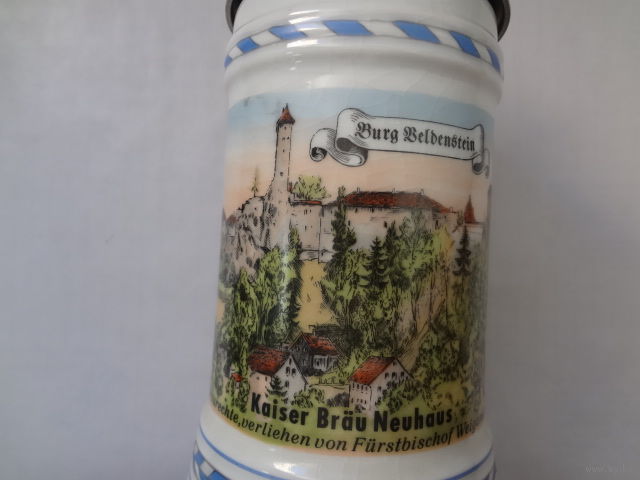 Burg Veldenstein
Kaiser Bräu Neuhaus
verliehen von Fürstbischof